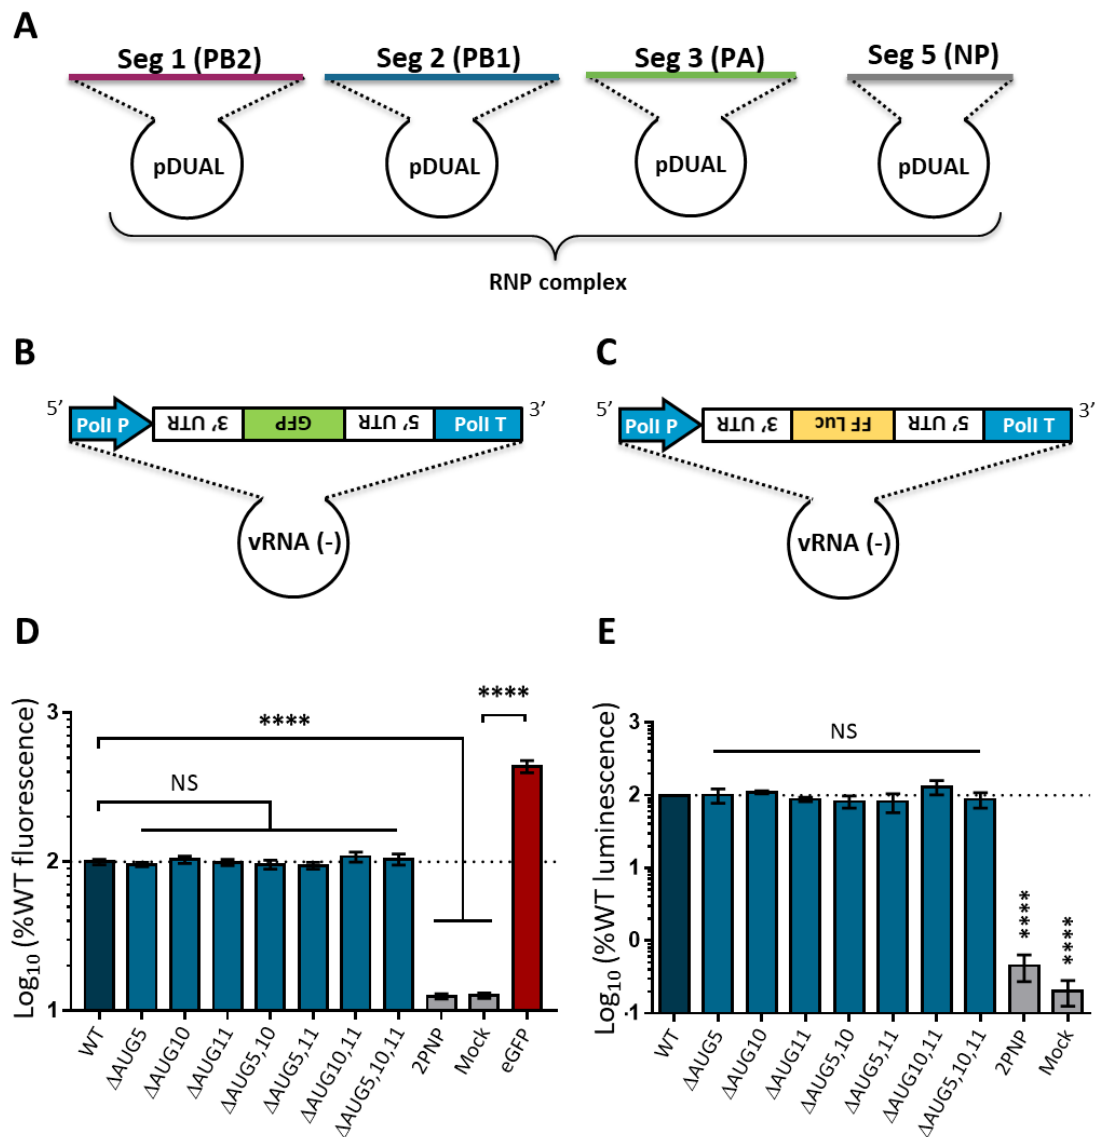 A
Seg 1 (PB2)
Seg 2 (PB1)
Seg 3 (PA)
Seg 5 (NP)
pDUAL
pDUAL
pDUAL
pDUAL
RNP complex
B
5’
PolI P
3’ UTR
GFP
5’ UTR
PolI T
3’
vRNA (-)
C
5’
PolI P
3’ UTR
FF Luc
5’ UTR
PolI T
3’
vRNA (-)
D
Log10 (%WT fluorescence)
3
2
1
****
****
NS
WT
ΔAUG5
ΔAUG10
ΔAUG11
ΔAUG5,10
ΔAUG5,11
ΔAUG10,11
ΔAUG5,10,11
2PNP
Mock
eGFP
E
Log10 (%WT luminescence)
3
2
1
0
-1
NS
****
****
WT
ΔAUG5
ΔAUG10
ΔAUG11
ΔAUG5,10
ΔAUG5,11
ΔAUG10,11
ΔAUG5,10,11
2PNP
Mock